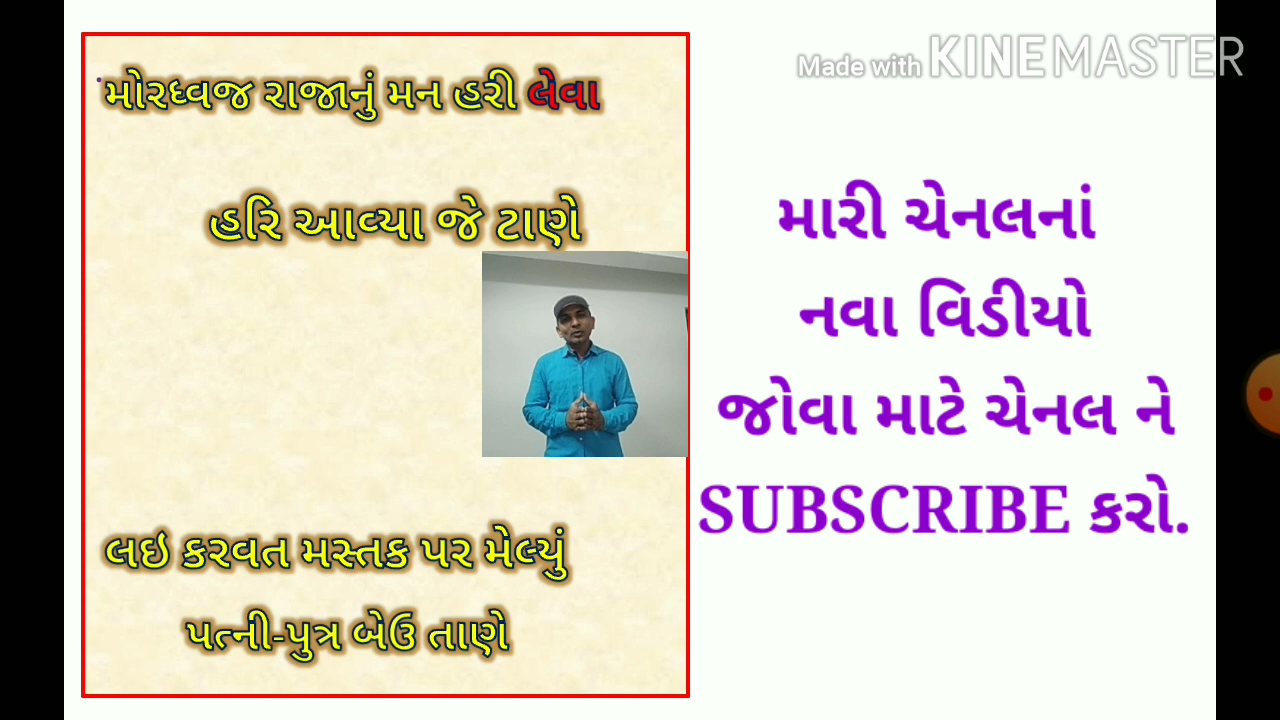 મોરધ્વજ રાજાનું મન હરી લેવા
હરિ આવ્યા જે ટાણે
લઇ કરવત મસ્તક પર મેલ્યું
પત્ની-પુત્ર બેઉ તાણે
Made with KINEMASTER
મારી ચેનલનાં
નવા વિડીયો
જોવા માટે ચેનલ ને
SUBSCRIBE કરો.